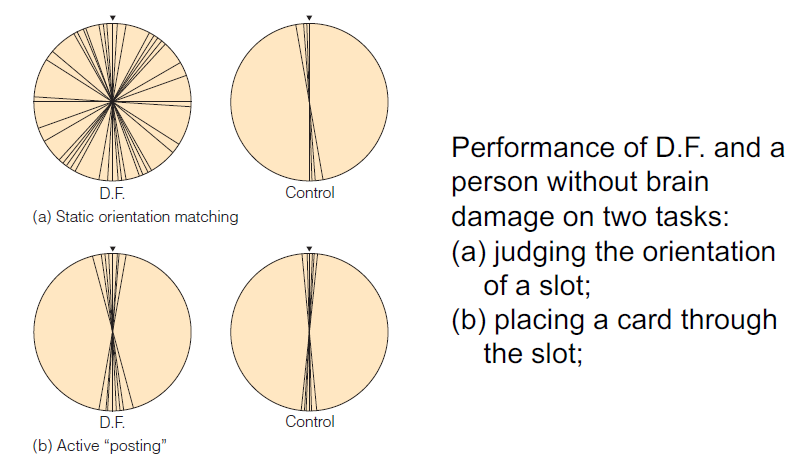 D.F.
Control
(a) Static orientation matching
D.F.
Control
(b) Active “posting”
Performance of D.F. and a
person without brain
damage on two tasks:
(a) judging the orientation
of a slot;
(b) placing a card through
the slot;